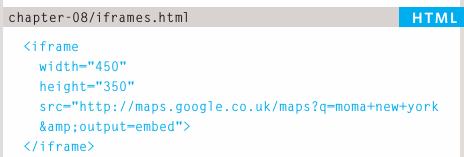 chapter-08/iframes.html HTML
<iframe
width="450"
height="350"
src="http://maps.google.co.uk/maps?q=moma+new+york
&amp;output=embed">
</iframe>